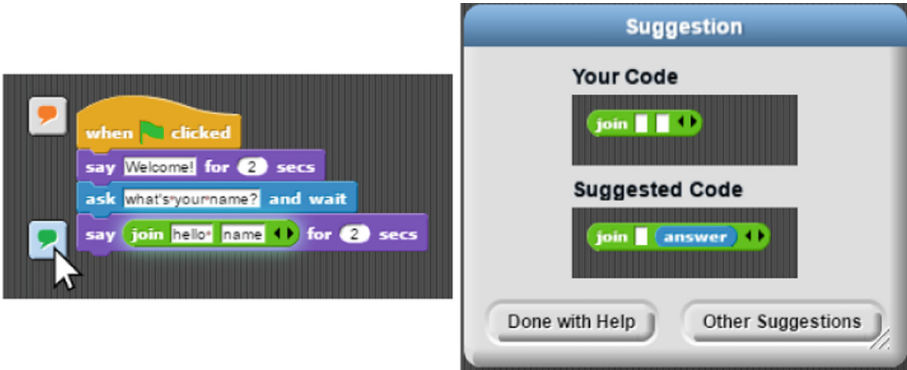 when clicked
say Welcome! for 2 secs
ask what's your name? and wait
say join hello name for 2 secs
Suggestion
Your Code
join
Suggested Code
join answer
Done with Help
Other Suggestions